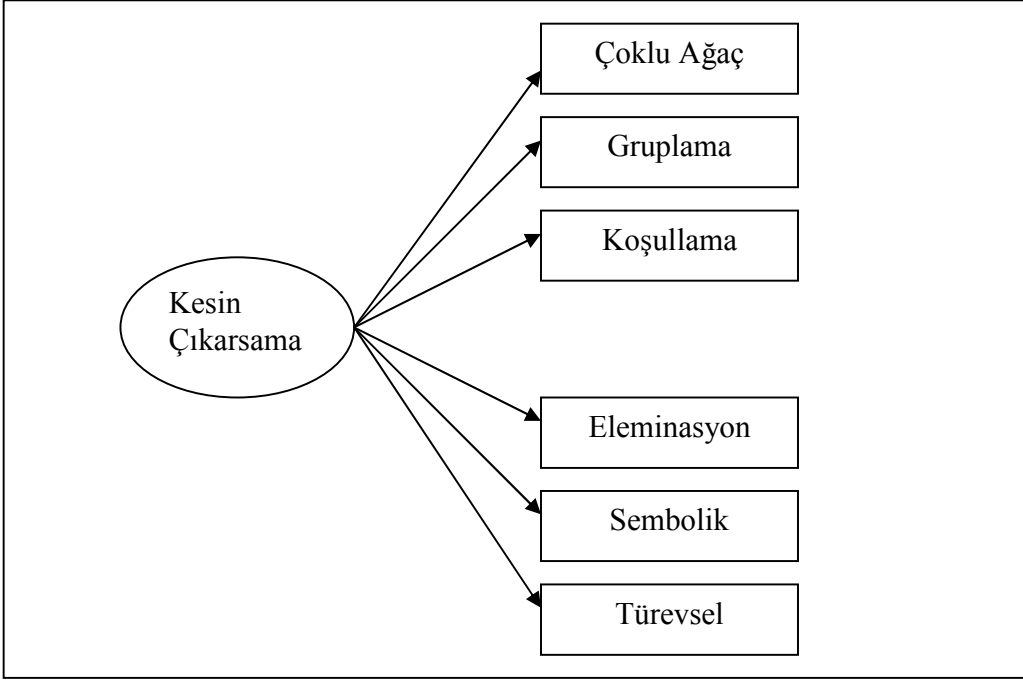 Çoklu Ağaç
Gruplama
Koşullama
Kesin
Çıkarsama
Eleminasyon
Sembolik
Türevsel